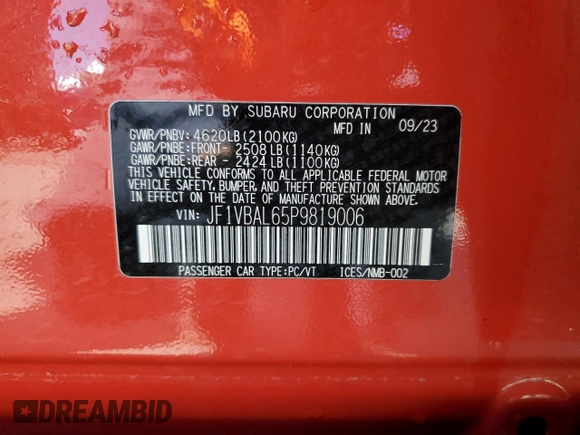 MFD BY SUBARU CORPORATION
GVWR/PNBV: 4620LB(2100KG) MFD IN 09/23
GAWR/PNBE:FRONT- 2508LB(1140KG)
GAWR/PNBE:REAR - 2424LB(1100KG)
THIS VEHICLE CONFORMS TO ALL APPLICABLE FEDERAL MOTOR
VEHICLE SAFETY, BUMPER, AND THEFT PREVENTION STANDARDS
IN EFFECT ON THE DATE OF MANUFACTURE SHOWN ABOVE.
VIN: JF1VBAL65P9819006
PASSENGER CAR TYPE:PC/VT ICES/NMB-002
DREAMBID